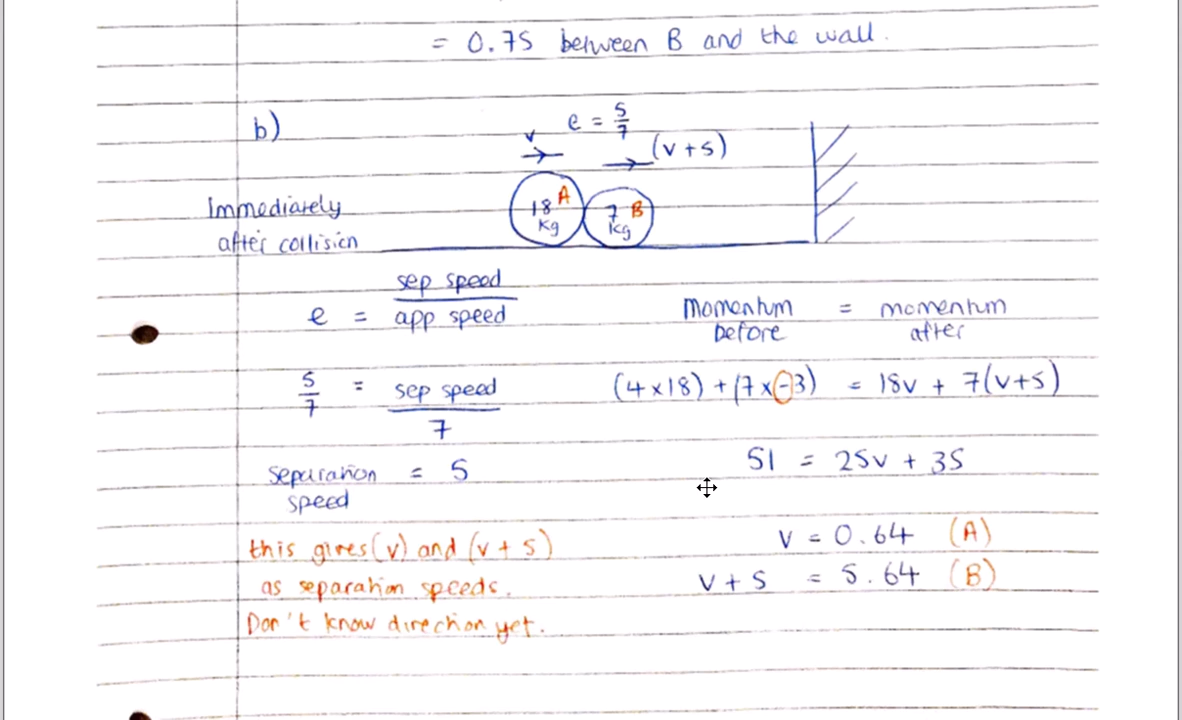 = 0.75 between B and the wall.
b)
e = 5/7
v
(v + 5)
18 kg A
7 kg B
Immediately
after collision
e = sep speed / app speed
Momentum before = momentum after
5/7 = sep speed / 7
(4 x 18) + (7 x -3) = 18v + 7(v+5)
separation speed = 5
51 = 25v + 35
this gives (v) and (v + 5)
as separation speeds.
Don't know direction yet.
v = 0.64 (A)
v + 5 = 5.64 (B)